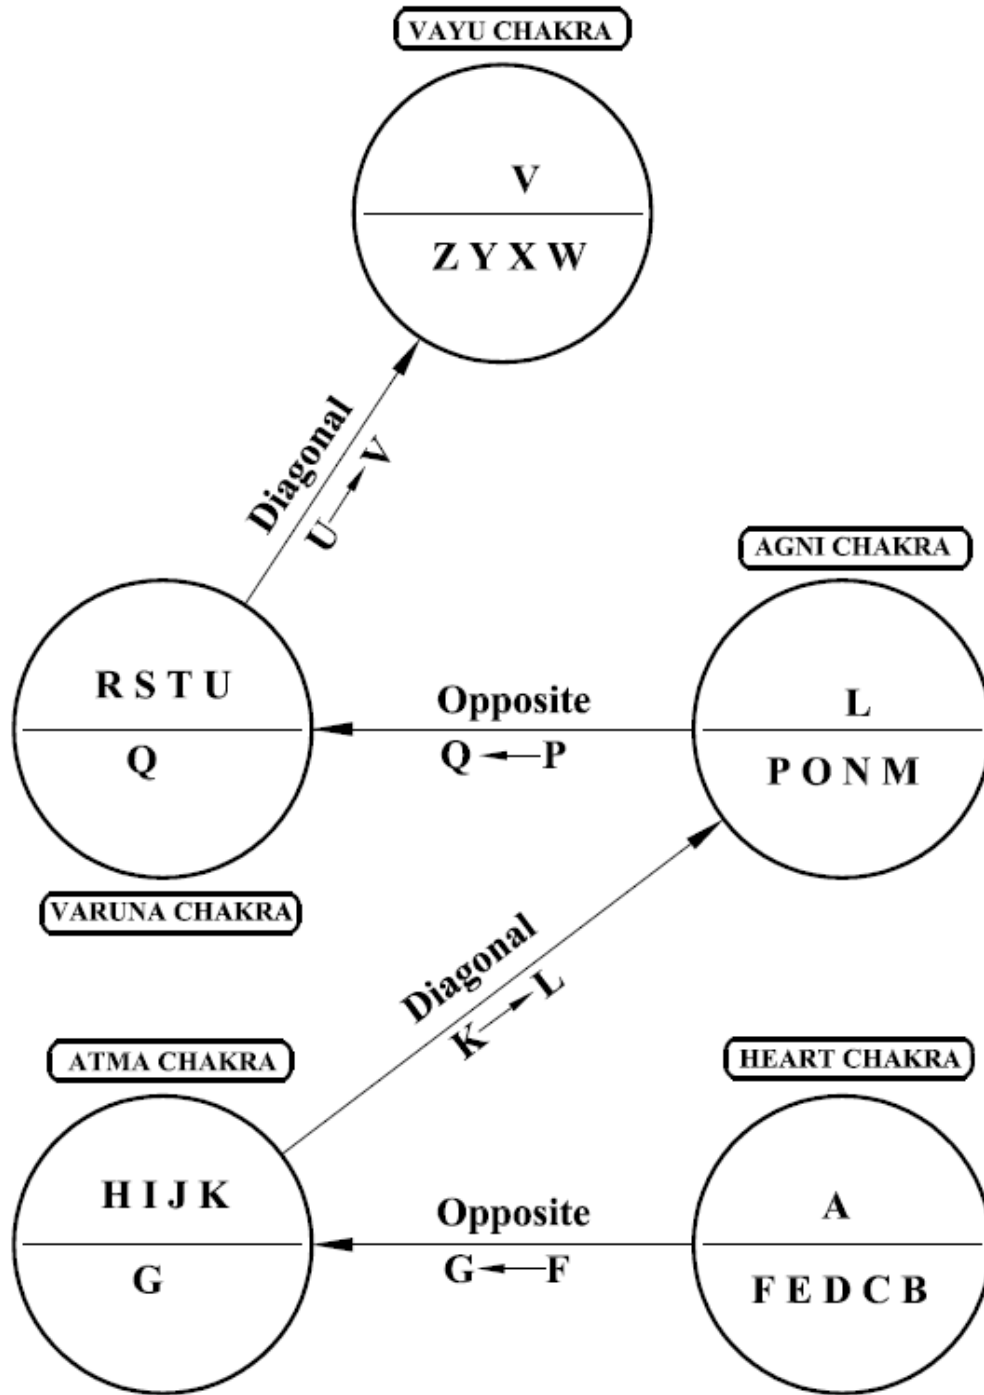 VAYU CHAKRA
V
Z Y X W
Diagonal
U V
AGNI CHAKRA
R S T U
Q
Opposite
Q P
L
P O N M
VARUNA CHAKRA
Diagonal
K L
ATMA CHAKRA
HEART CHAKRA
H I J K
G
Opposite
G F
A
F E D C B